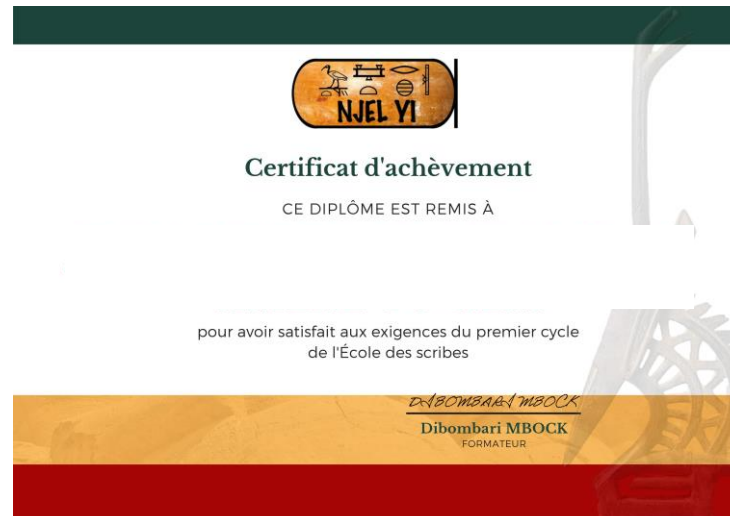 NJEL YI
Certificat d'achèvement
CE DIPLÔME EST REMIS À
pour avoir satisfait aux exigences du premier cycle
de l'École des scribes
DIBOMBARI MBOCK
Dibombari MBOCK
FORMATEUR